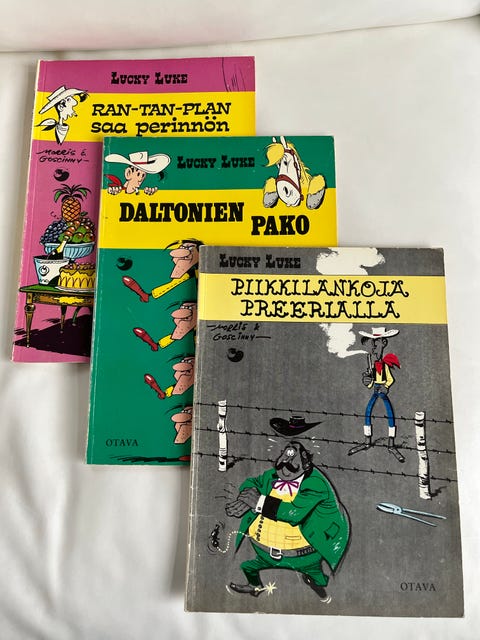 LUCKY LUKE
RAN-TAN-PLAN
saa perinnön
MORRIS &
GOSCINNY
LUCKY LUKE
DALTONIEN
PAKO
OTAVA
LUCKY LUKE
PIIKKILANKOJA
PREERIALLA
MORRIS &
GOSCINNY
OTAVA